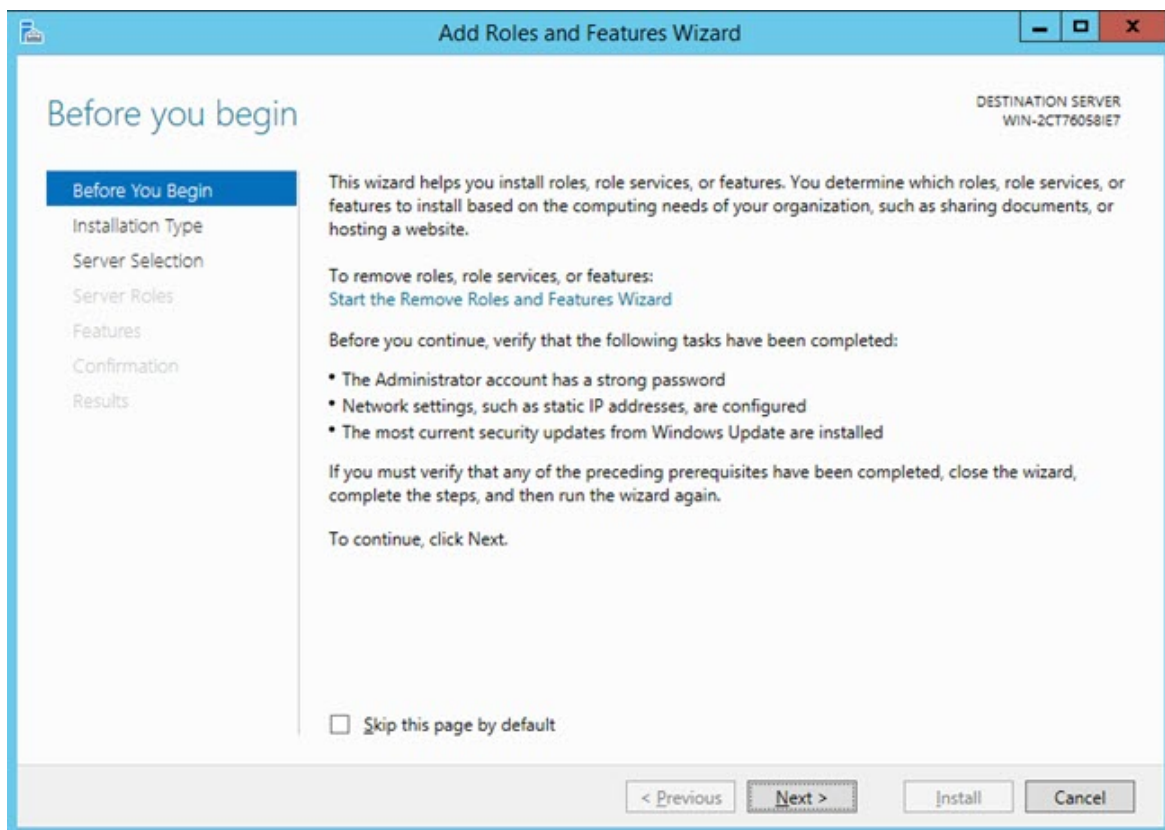 Add Roles and Features Wizard
Before you begin
DESTINATION SERVER
WIN-2CT76058IE7
Before You Begin
Installation Type
Server Selection
Server Roles
Features
Confirmation
Results
This wizard helps you install roles, role services, or features. You determine which roles, role services, or
features to install based on the computing needs of your organization, such as sharing documents, or
hosting a website.
To remove roles, role services, or features:
Start the Remove Roles and Features Wizard
Before you continue, verify that the following tasks have been completed:
• The Administrator account has a strong password
• Network settings, such as static IP addresses, are configured
• The most current security updates from Windows Update are installed
If you must verify that any of the preceding prerequisites have been completed, close the wizard,
complete the steps, and then run the wizard again.
To continue, click Next.
Skip this page by default
< Previous
Next >
Install
Cancel